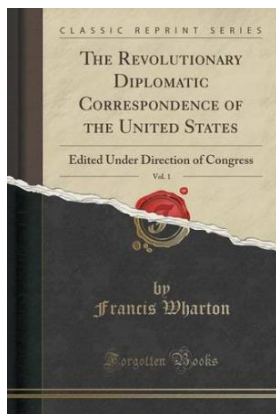 CLASSIC REPRINT SERIES
THE REVOLUTIONARY
DIPLOMATIC
CORRESPONDENCE OF
THE UNITED STATES
Edited Under Direction of Congress
Vol. 1
by
Francis Wharton
Forgotten Books